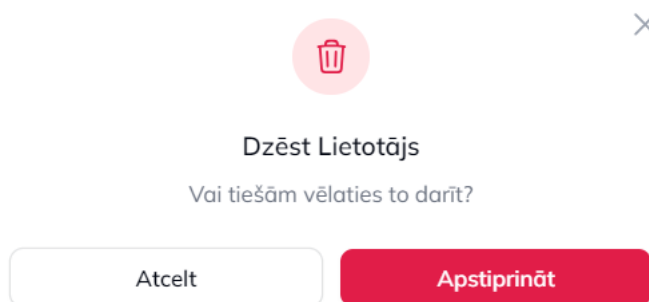 Dzēst Lietotājs
Vai tiešām vēlaties to darīt?
Atcelt
Apstiprināt